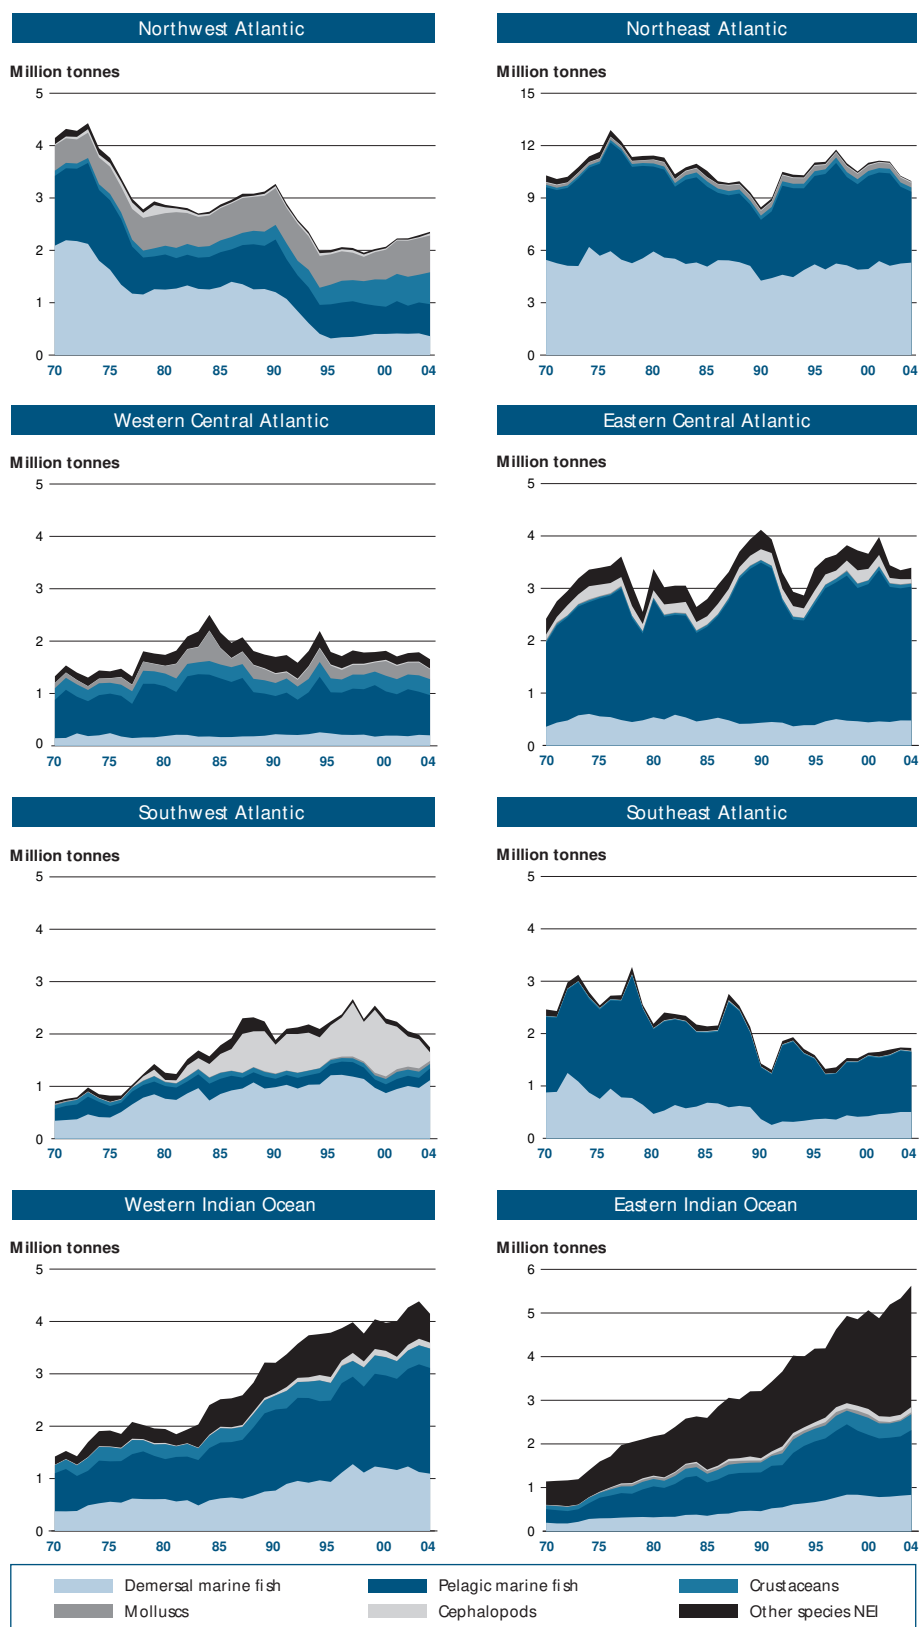 Northwest Atlantic
Northeast Atlantic
Million tonnes
Million tonnes
5
4
3
2
1
0
70 75 80 85 90 95 00 04
15
12
9
6
3
0
70 75 80 85 90 95 00 04
Western Central Atlantic
Eastern Central Atlantic
Million tonnes
Million tonnes
5
4
3
2
1
0
70 75 80 85 90 95 00 04
5
4
3
2
1
0
70 75 80 85 90 95 00 04
Southwest Atlantic
Southeast Atlantic
Million tonnes
Million tonnes
5
4
3
2
1
0
70 75 80 85 90 95 00 04
5
4
3
2
1
0
70 75 80 85 90 95 00 04
Western Indian Ocean
Eastern Indian Ocean
Million tonnes
Million tonnes
5
4
3
2
1
0
70 75 80 85 90 95 00 04
6
5
4
3
2
1
0
70 75 80 85 90 95 00 04
Demersal marine fish Pelagic marine fish Crustaceans
Molluscs Cephalopods Other species NEI